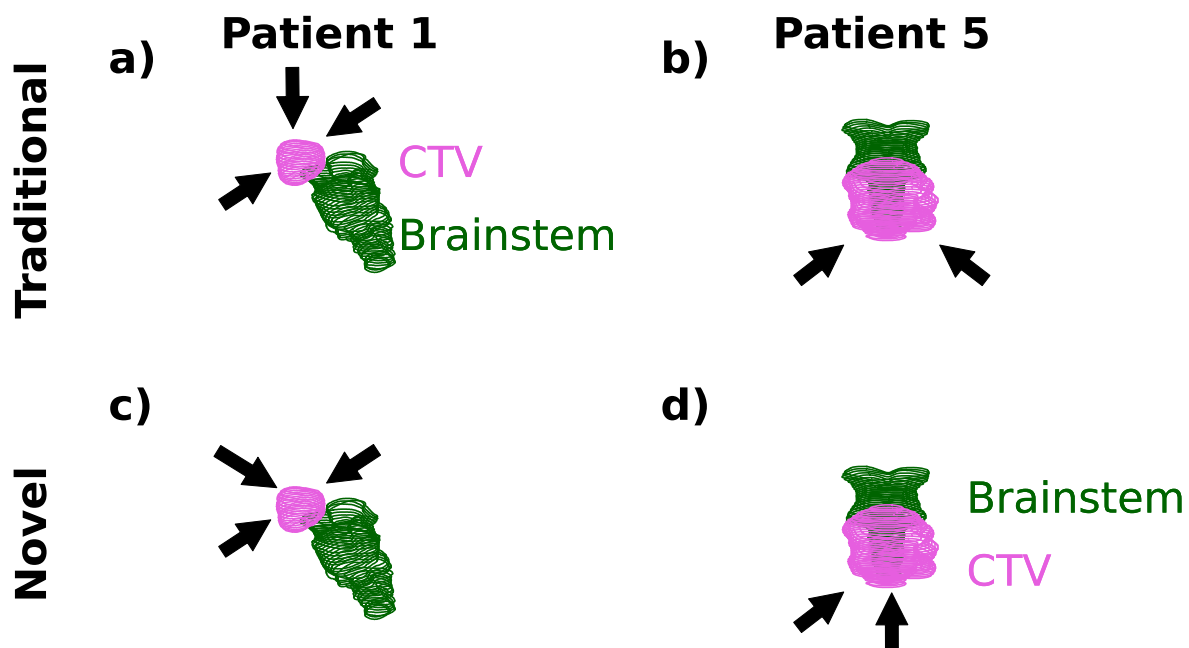 Patient 1
Patient 5
a)
b)
Traditional
CTV
Brainstem
c)
d)
Novel
Brainstem
CTV